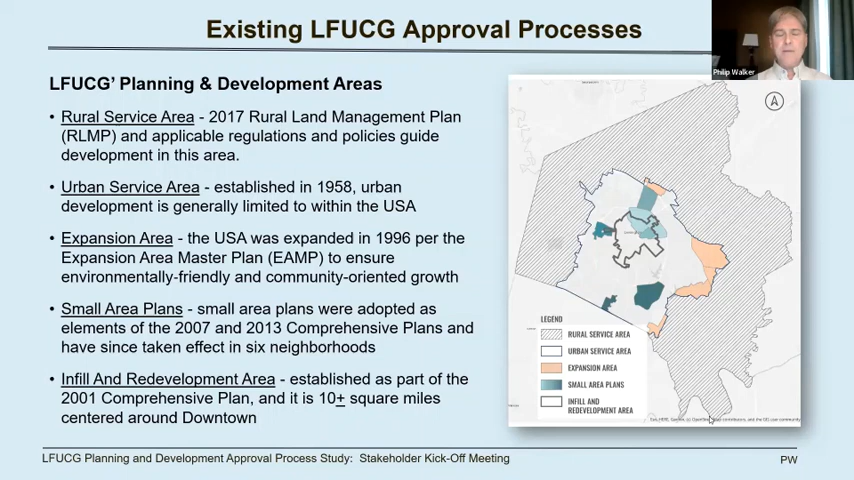 Existing LFUCG Approval Processes
Philip Walker
LFUCG' Planning & Development Areas
• Rural Service Area - 2017 Rural Land Management Plan
(RLMP) and applicable regulations and policies guide
development in this area.
• Urban Service Area - established in 1958, urban
development is generally limited to within the USA
• Expansion Area - the USA was expanded in 1996 per the
Expansion Area Master Plan (EAMP) to ensure
environmentally-friendly and community-oriented growth
• Small Area Plans - small area plans were adopted as
elements of the 2007 and 2013 Comprehensive Plans and
have since taken effect in six neighborhoods
• Infill And Redevelopment Area - established as part of the
2001 Comprehensive Plan, and it is 10+ square miles
centered around Downtown
A
LEGEND
RURAL SERVICE AREA
URBAN SERVICE AREA
EXPANSION AREA
SMALL AREA PLANS
INFILL AND
REDEVELOPMENT AREA
LFUCG Planning and Development Approval Process Study: Stakeholder Kick-Off Meeting
PW